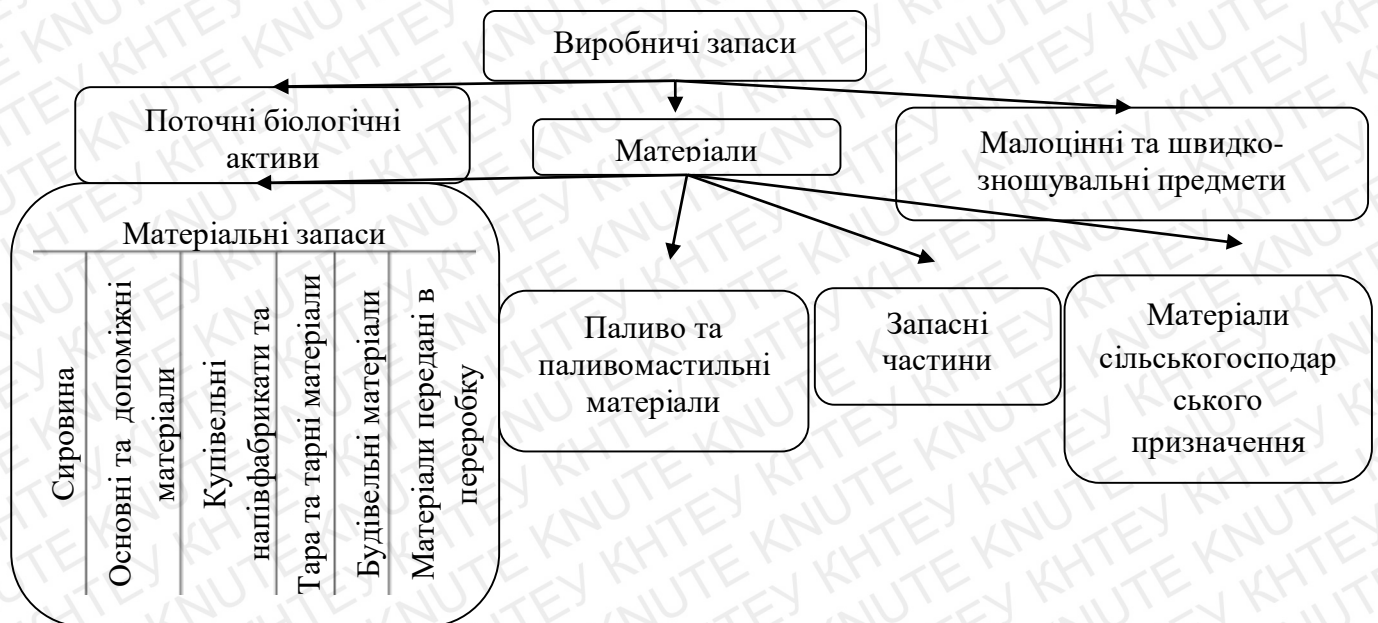 Виробничі запаси
Поточні біологічні
активи
Матеріали
Малоцінні та швидко-
зношувальні предмети
Матеріальні запаси
Сировина
Основні та допоміжні
матеріали
Купівельні
напівфабрикати та
Тара та тарні матеріали
Будівельні матеріали
Матеріали передані в
переробку
Паливо та
паливомастильні
матеріали
Запасні
частини
Матеріали
сільськогосподар
ського
призначення